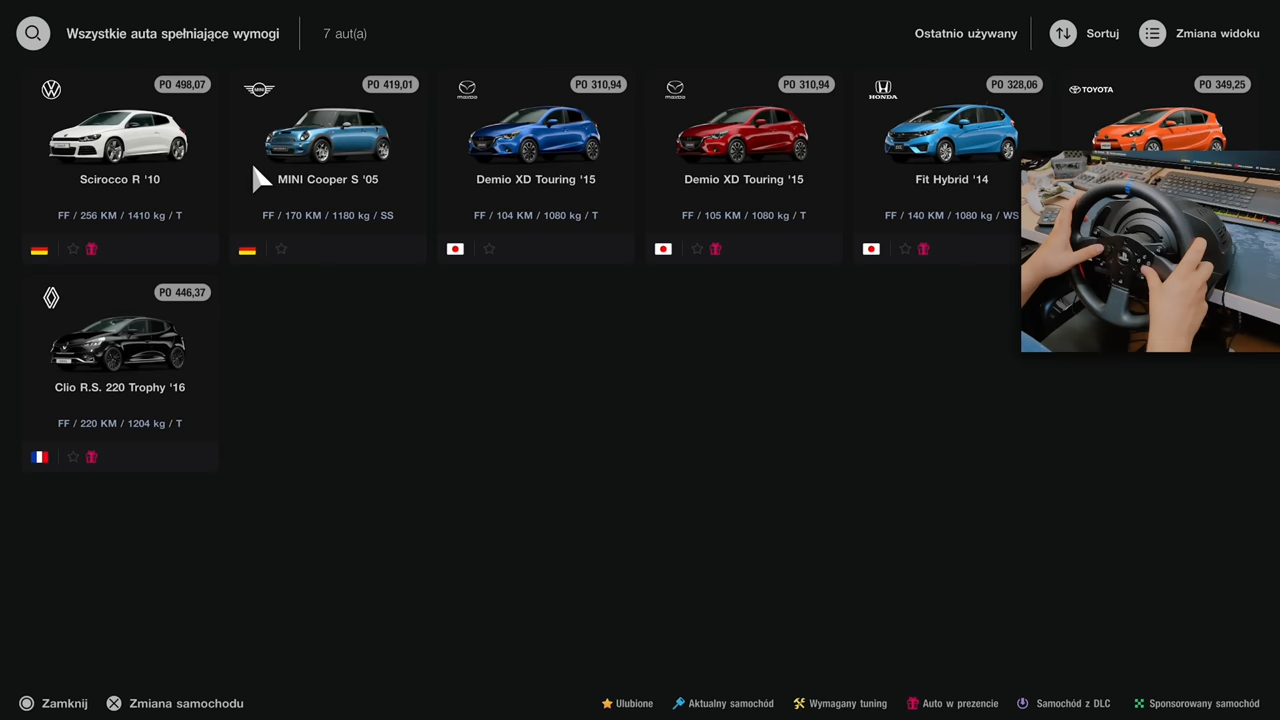 Wszystkie auta spełniające wymogi
7 aut(a)
Ostatnio używany
Sortuj
Zmiana widoku
PO 498,07
Scirocco R '10
FF / 256 KM / 1410 kg / T
MINI
PO 419,01
MINI Cooper S '05
FF / 170 KM / 1180 kg / SS
mazda
PO 310,94
Demio XD Touring '15
FF / 104 KM / 1080 kg / T
mazda
PO 310,94
Demio XD Touring '15
FF / 105 KM / 1080 kg / T
HONDA
PO 328,06
Fit Hybrid '14
FF / 140 KM / 1080 kg / WS
TOYOTA
PO 349,25
PO 446,37
Clio R.S. 220 Trophy '16
FF / 220 KM / 1204 kg / T
Zamknij
Zmiana samochodu
Ulubione
Aktualny samochód
Wymagany tuning
Auto w prezencie
Samochód z DLC
Sponsorowany samochód